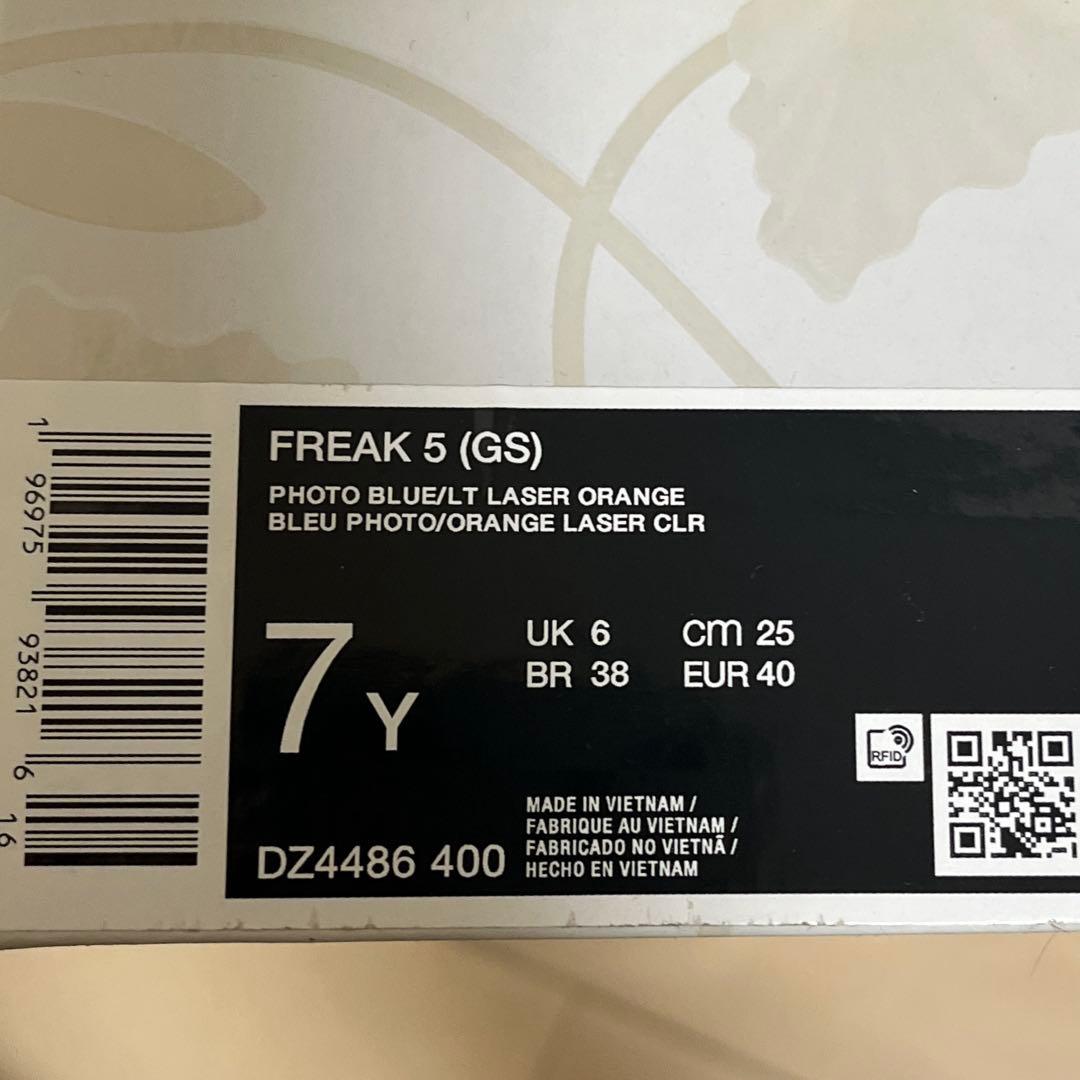 FREAK 5 (GS)
PHOTO BLUE/LT LASER ORANGE
BLEU PHOTO/ORANGE LASER CLR
7Y
UK 6
CM 25
BR 38
EUR 40
RFID
DZ4486 400
MADE IN VIETNAM /
FABRIQUE AU VIETNAM /
FABRICADO NO VIETNÃ /
HECHO EN VIETNAM
1 96975 93821 6 16